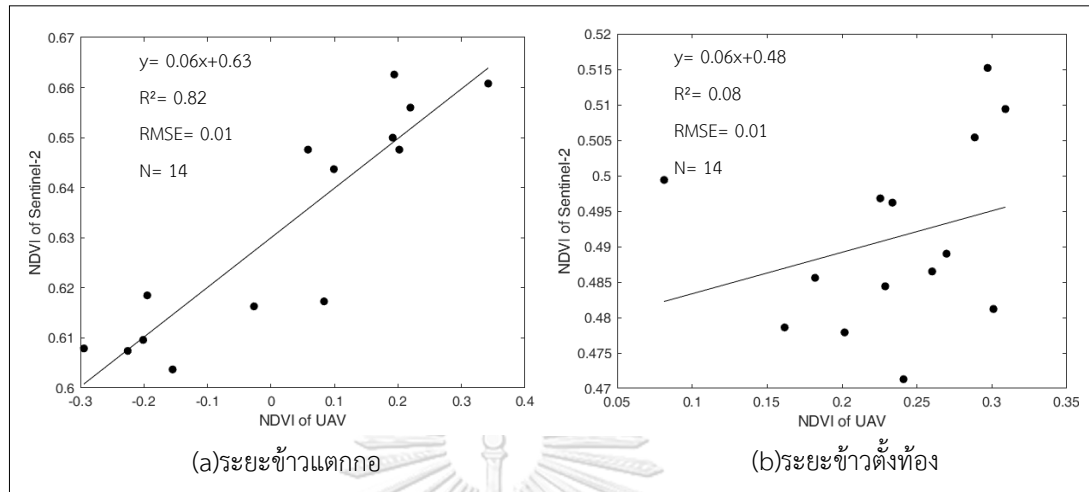 0.67
0.66
0.65
0.64
0.63
0.62
0.61
0.6
NDVI of Sentinel-2
y= 0.06x+0.63
R²= 0.82
RMSE= 0.01
N= 14
-0.3
-0.2
-0.1
0
0.1
0.2
0.3
0.4
NDVI of UAV
(a)ระยะข้าวแตกกอ
0.52
0.515
0.51
0.505
0.5
0.495
0.49
0.485
0.48
0.475
0.47
NDVI of Sentinel-2
y= 0.06x+0.48
R²= 0.08
RMSE= 0.01
N= 14
0.05
0.1
0.15
0.2
0.25
0.3
0.35
NDVI of UAV
(b)ระยะข้าวตั้งท้อง